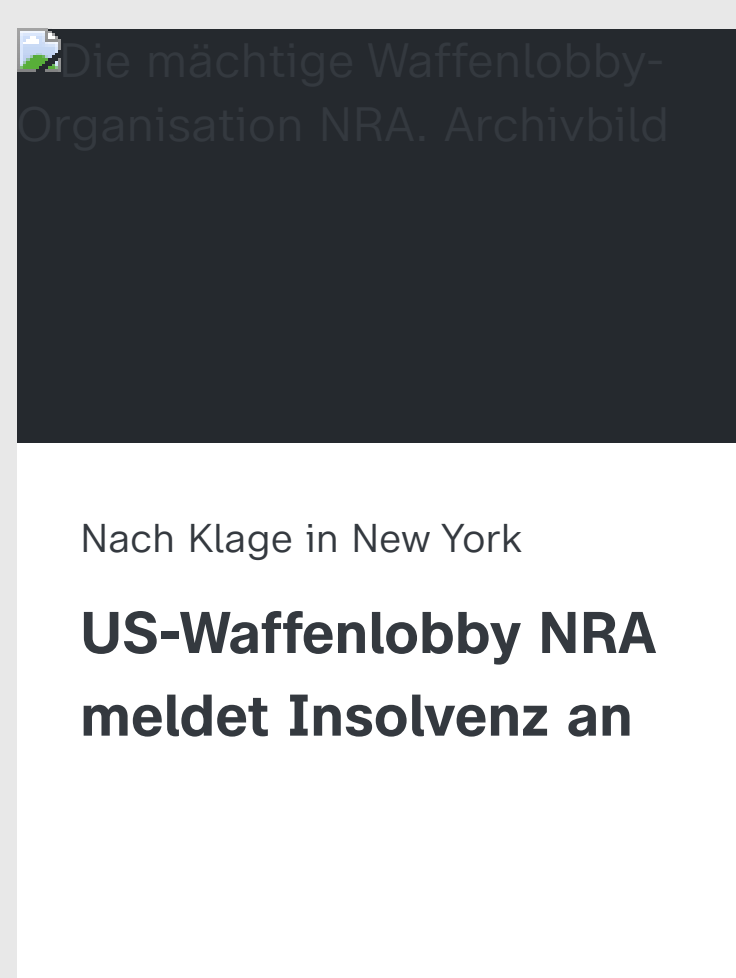 Die mächtige Waffenlobby-
Organisation NRA. Archivbild
Nach Klage in New York
US-Waffenlobby NRA
meldet Insolvenz an